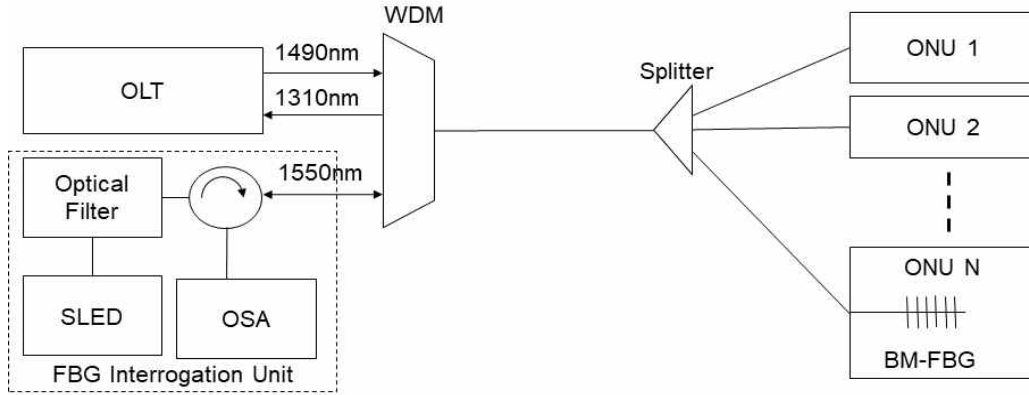 WDM
1490nm
OLT
1310nm
Splitter
ONU 1
ONU 2
1550nm
Optical
Filter
SLED
OSA
FBG Interrogation Unit
ONU N
BM-FBG